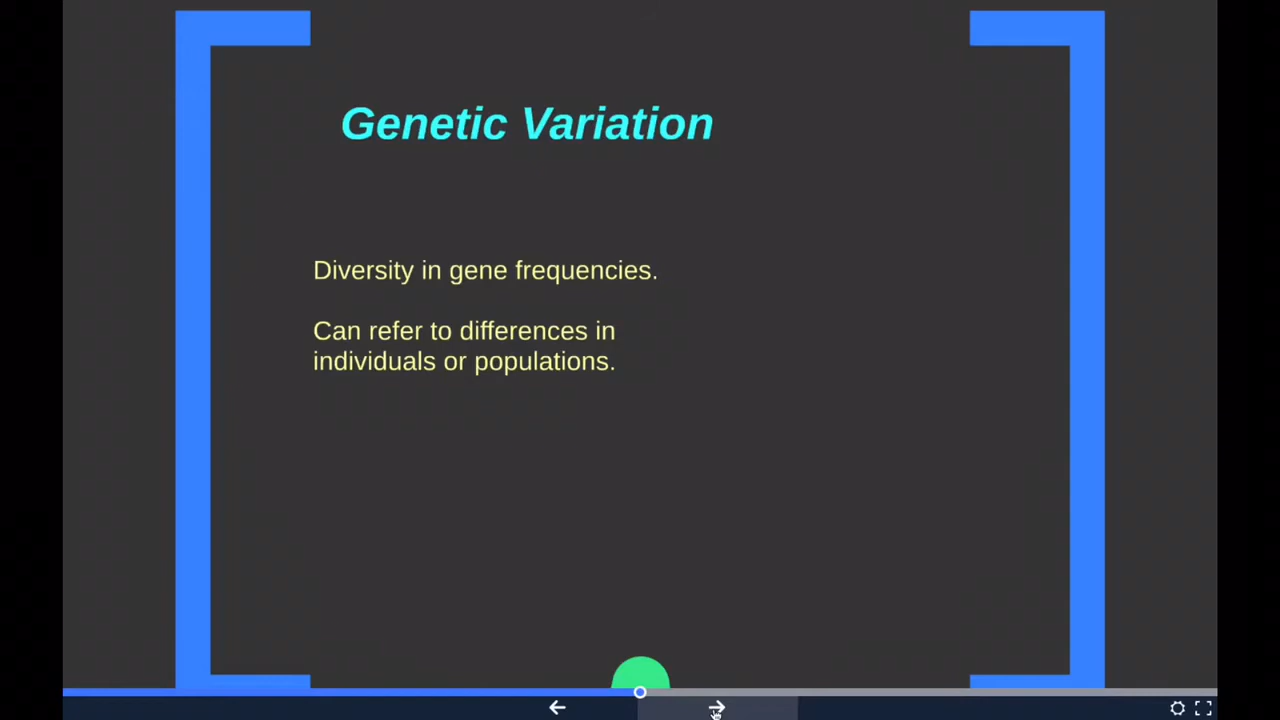 Genetic Variation
Diversity in gene frequencies.
Can refer to differences in
individuals or populations.